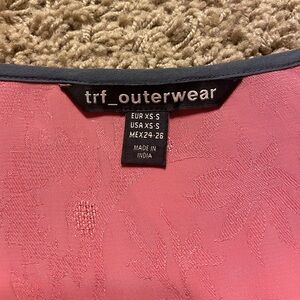 trf_outerwear
EUR XS-S
USA XS-S
MEX 24-26
MADE IN
INDIA